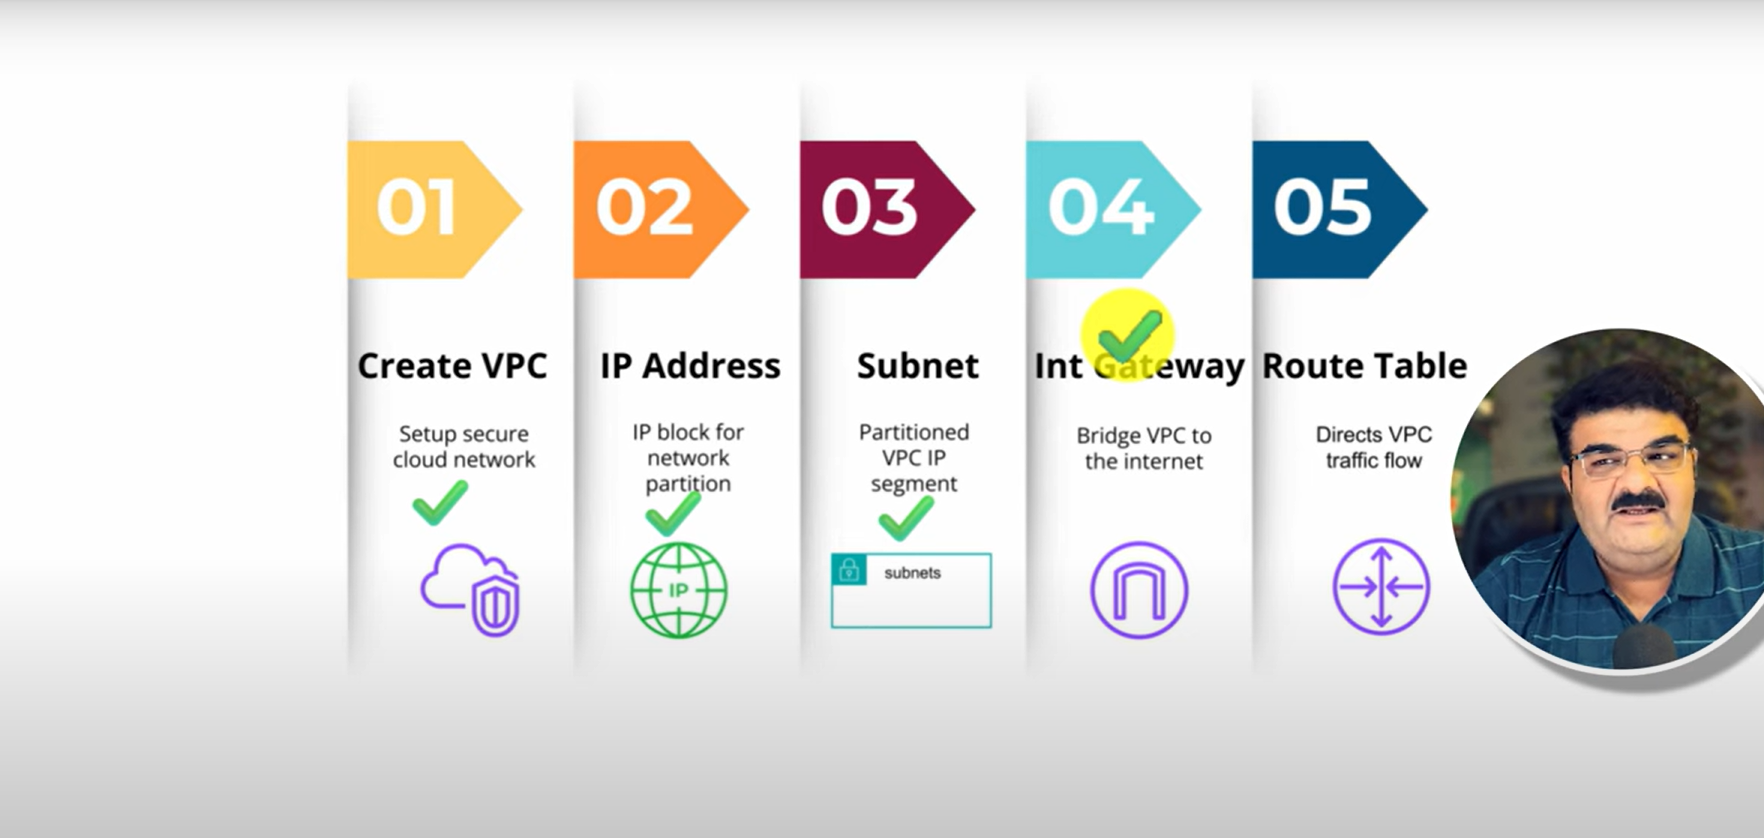 01
02
03
04
05
Create VPC
IP Address
Subnet
Int Gateway
Route Table
Setup secure
cloud network
IP block for
network
partition
Partitioned
VPC IP
segment
Bridge VPC to
the internet
Directs VPC
traffic flow
IP
subnets